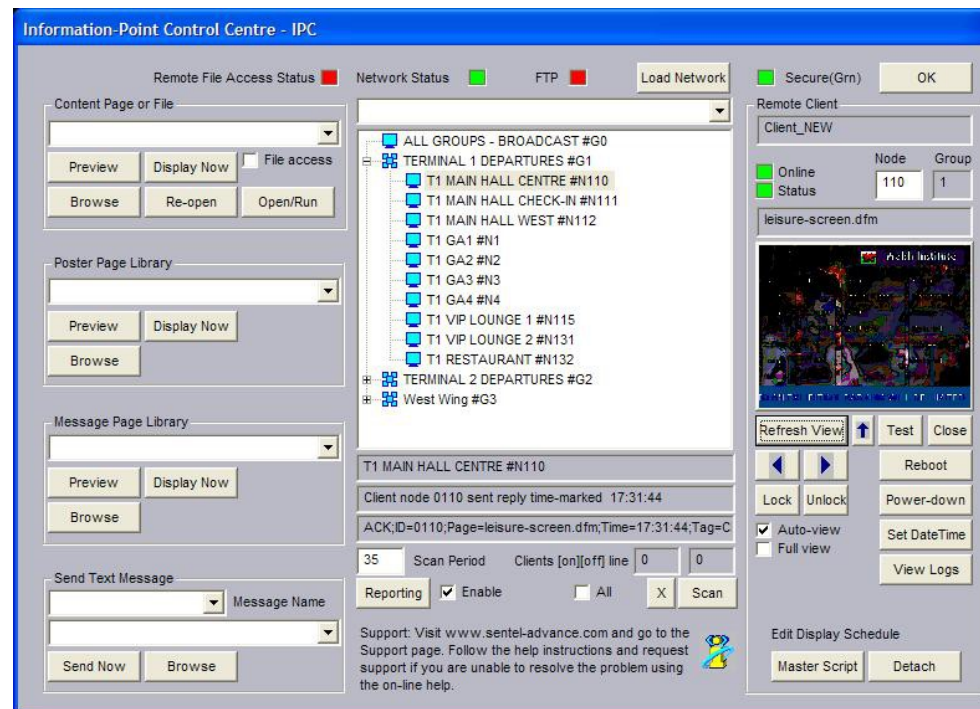 Information-Point Control Centre - IPC
Remote File Access Status
Network Status
FTP
Load Network
Secure(Grn)
OK
Content Page or File
Preview
Display Now
File access
Browse
Re-open
Open/Run
Poster Page Library
Preview
Display Now
Browse
Message Page Library
Preview
Display Now
Browse
Send Text Message
Message Name
Send Now
Browse
ALL GROUPS - BROADCAST #G0
TERMINAL 1 DEPARTURES #G1
T1 MAIN HALL CENTRE #N110
T1 MAIN HALL CHECK-IN #N111
T1 MAIN HALL WEST #N112
T1 GA1 #N1
T1 GA2 #N2
T1 GA3 #N3
T1 GA4 #N4
T1 VIP LOUNGE 1 #N115
T1 VIP LOUNGE 2 #N131
T1 RESTAURANT #N132
TERMINAL 2 DEPARTURES #G2
West Wing #G3
T1 MAIN HALL CENTRE #N110
Client node 0110 sent reply time-marked 17:31:44
ACK;ID=0110;Page=leisure-screen.dfm;Time=17:31:44;Tag=C
35
Scan Period
Clients [on][off] line
0
0
Reporting
Enable
All
X
Scan
Support: Visit www.sentel-advance.com and go to the
Support page. Follow the help instructions and request
support if you are unable to resolve the problem using
the on-line help.
Remote Client
Client_NEW
Online
Status
Node
Group
110
1
leisure-screen.dfm
Institute
Refresh View
Test
Close
Reboot
Lock
Unlock
Power-down
Auto-view
Full view
Set DateTime
View Logs
Edit Display Schedule
Master Script
Detach